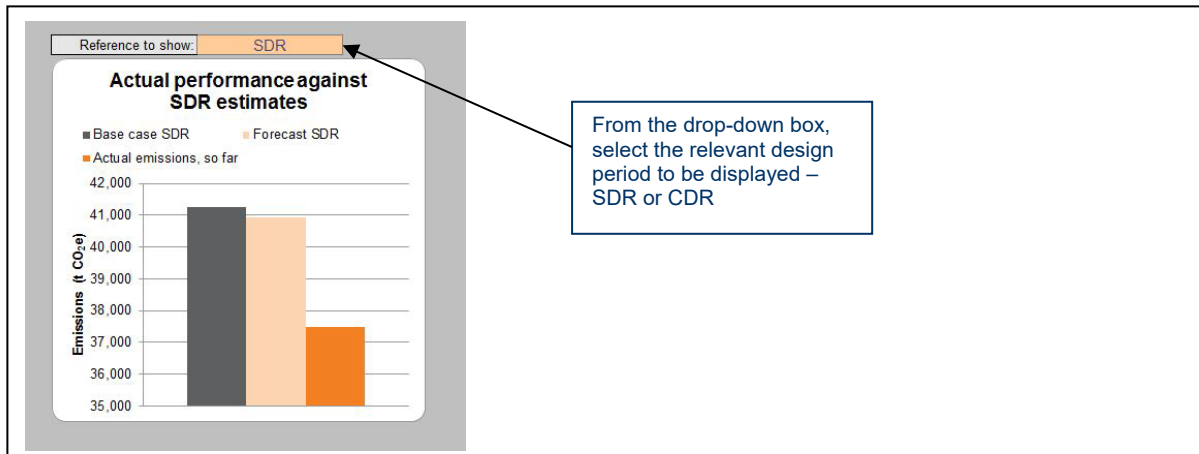 Reference to show: SDR
Actual performance against
SDR estimates
Base case SDR Forecast SDR
Actual emissions, so far
Emissions (t CO₂e)
42,000
41,000
40,000
39,000
38,000
37,000
36,000
35,000
From the drop-down box,
select the relevant design
period to be displayed –
SDR or CDR